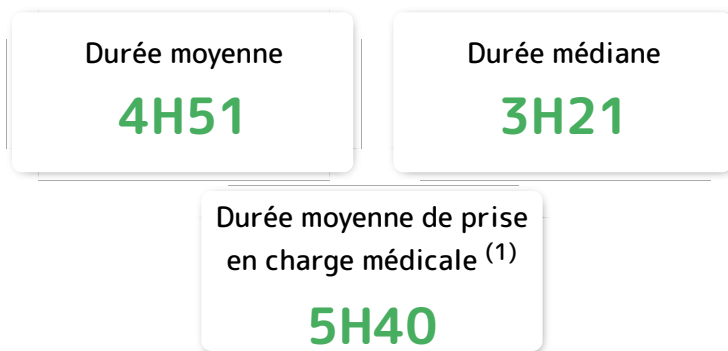 Durée moyenne
4H51
Durée médiane
3H21
Durée moyenne de prise
en charge médicale (1)
5H40